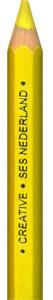 • CREATIVE • SES NEDERLAND •